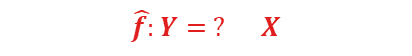 f̂: Y = ?   X